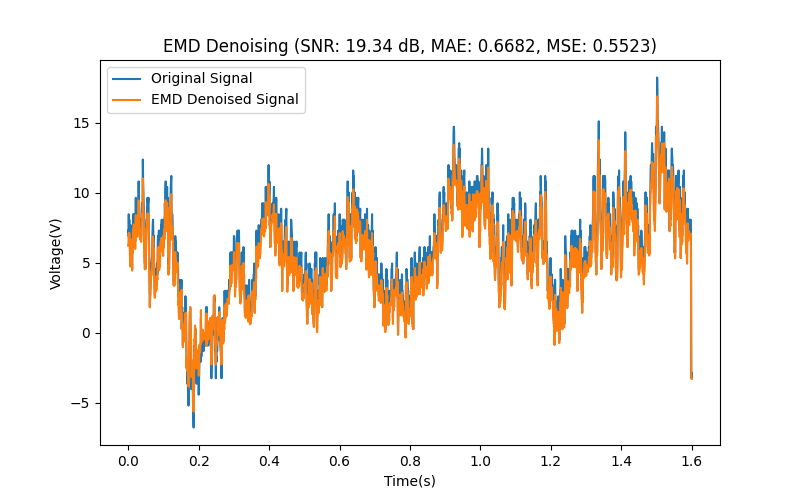 EMD Denoising (SNR: 19.34 dB, MAE: 0.6682, MSE: 0.5523)
Original Signal
EMD Denoised Signal
Voltage(V)
15
10
5
0
−5
0.0 0.2 0.4 0.6 0.8 1.0 1.2 1.4 1.6
Time(s)